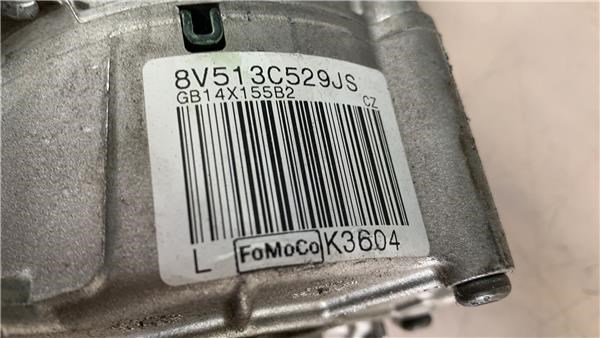 8V513C529JS
GB14X155B2 CZ
L FoMoCo K3604